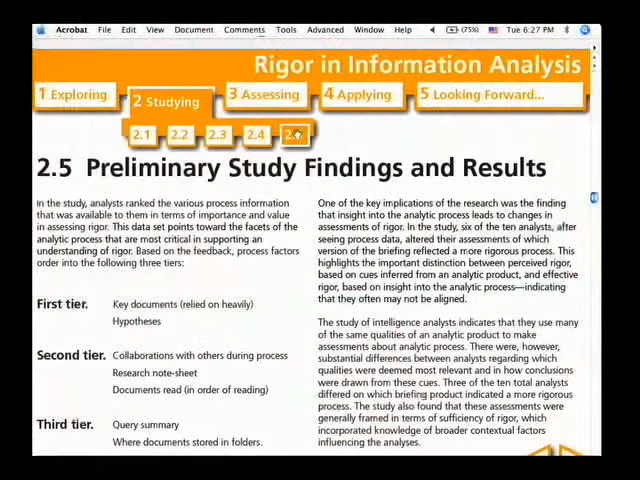 Acrobat File Edit View Document Comments Tools Advanced Window Help (75%) Tue 6:27 PM
Rigor in Information Analysis
1 Exploring 2 Studying 3 Assessing 4 Applying 5 Looking Forward...
2.1 2.2 2.3 2.4
2.5 Preliminary Study Findings and Results
In the study, analysts ranked the various process information
that was available to them in terms of importance and value
in assessing rigor. This data set points toward the facets of the
analytic process that are most critical in supporting an
understanding of rigor. Based on the feedback, process factors
order into the following three tiers:
First tier. Key documents (relied on heavily)
Hypotheses
Second tier. Collaborations with others during process
Research note-sheet
Documents read (in order of reading)
Third tier. Query summary
Where documents stored in folders.
One of the key implications of the research was the finding
that insight into the analytic process leads to changes in
assessments of rigor. In the study, six of the ten analysts, after
seeing process data, altered their assessments of which
version of the briefing reflected a more rigorous process. This
highlights the important distinction between perceived rigor,
based on cues inferred from an analytic product, and effective
rigor, based on insight into the analytic process—indicating
that they often may not be aligned.
The study of intelligence analysts indicates that they use many
of the same qualities of an analytic product to make
assessments about analytic process. There were, however,
substantial differences between analysts regarding which
qualities were deemed most relevant and in how conclusions
were drawn from these cues. Three of the ten total analysts
differed on which briefing product indicated a more rigorous
process. The study also found that these assessments were
generally framed in terms of sufficiency of rigor, which
incorporated knowledge of broader contextual factors
influencing the analyses.